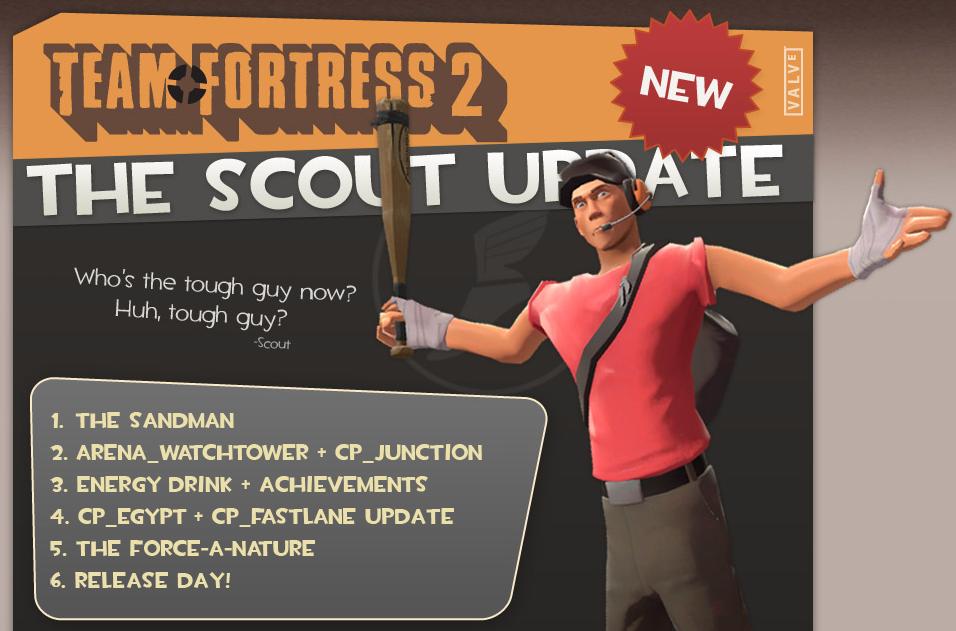 TEAM FORTRESS 2
NEW
VALVE
THE SCOUT UPDATE
Who's the tough guy now?
Huh, tough guy?
-Scout
1. THE SANDMAN
2. ARENA_WATCHTOWER + CP_JUNCTION
3. ENERGY DRINK + ACHIEVEMENTS
4. CP_EGYPT + CP_FASTLANE UPDATE
5. THE FORCE-A-NATURE
6. RELEASE DAY!